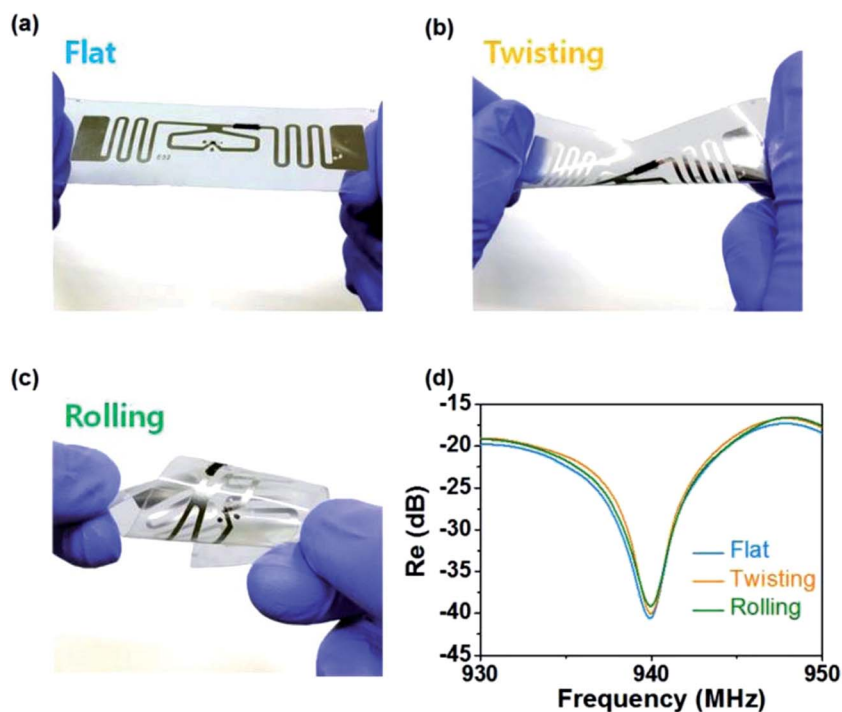 (a)
Flat
(b)
Twisting
(c)
Rolling
(d)
-15
-20
-25
-30
-35
-40
-45
Re (dB)
Flat
Twisting
Rolling
930
940
950
Frequency (MHz)